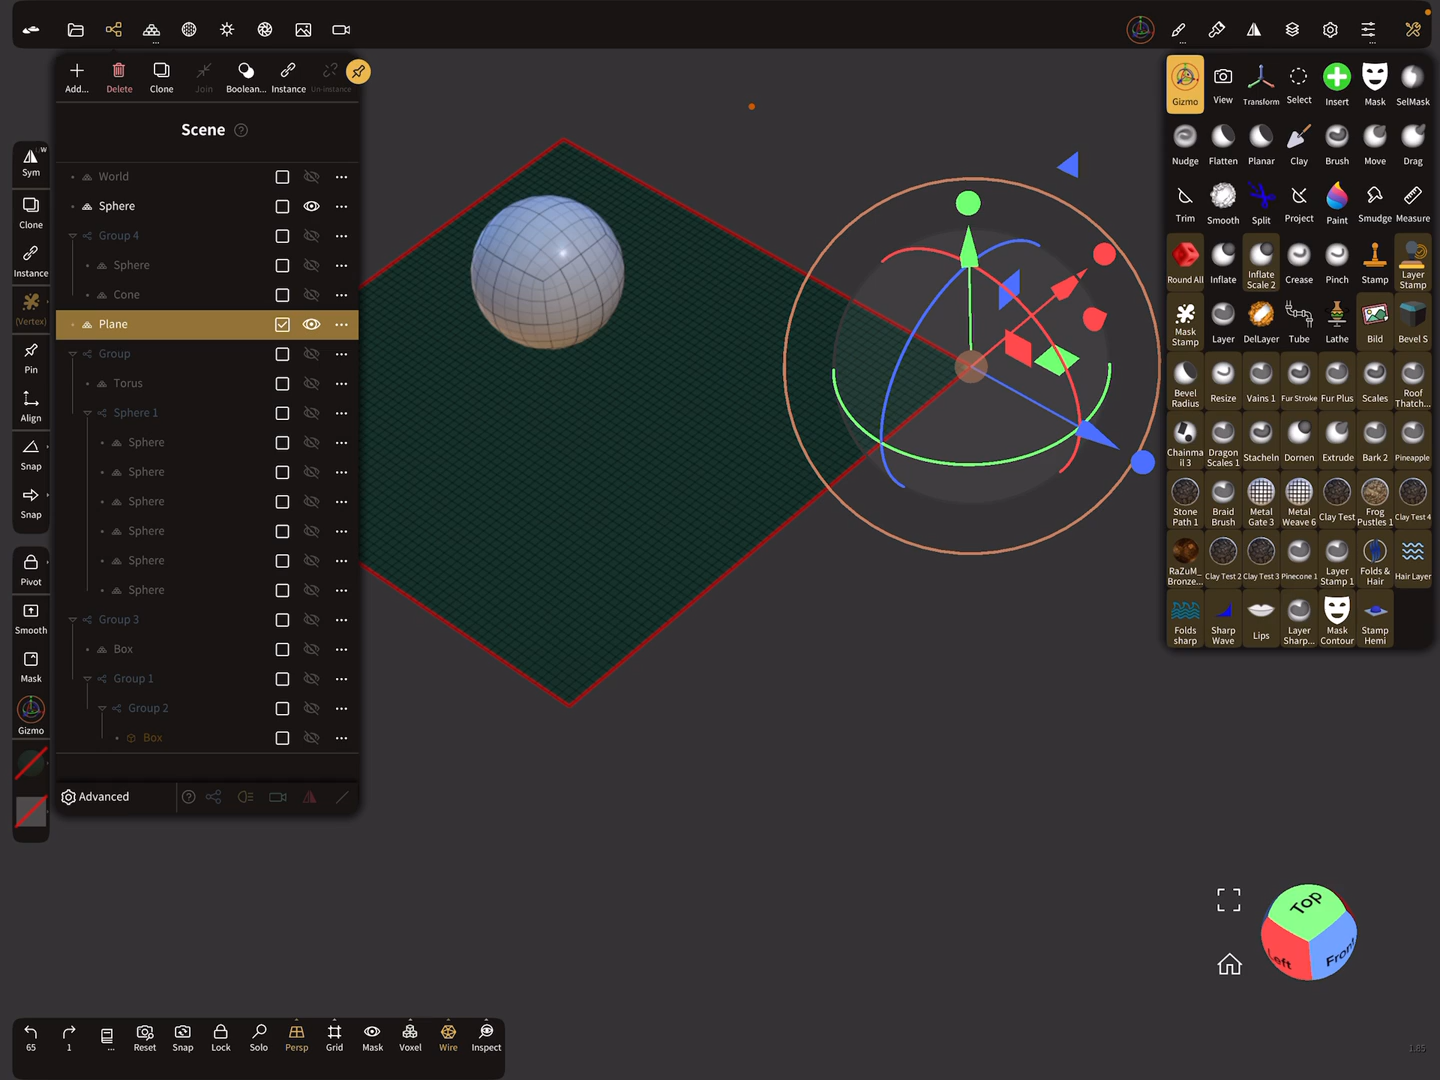 Add...
Delete
Clone
Join
Boolean...
Instance
Un-instance
Scene
?
World
Sphere
Group 4
Sphere
Cone
Plane
Group
Torus
Sphere 1
Sphere
Sphere
Sphere
Sphere
Sphere
Sphere
Group 3
Box
Group 1
Group 2
Box
Advanced
?
LW
Sym
Clone
Instance
(Vertex)
Pin
Align
Snap
Snap
Pivot
Smooth
Mask
Gizmo
Gizmo
View
Transform
Select
Insert
Mask
SelMask
Nudge
Flatten
Planar
Clay
Brush
Move
Drag
Trim
Smooth
Split
Project
Paint
Smudge
Measure
Round All
Inflate
Inflate
Scale 2
Crease
Pinch
Stamp
Layer
Stamp
Mask
Stamp
Layer
DelLayer
Tube
Lathe
Bild
Bevel S
Bevel
Radius
Resize
Vains 1
Fur Stroke
Fur Plus
Scales
Roof
Thatch...
Chainma
il 3
Dragon
Scales 1
Stacheln
Dornen
Extrude
Bark 2
Pineapple
Stone
Path 1
Braid
Brush
Metal
Gate 3
Metal
Weave 6
Clay Test
Frog
Pustles 1
Clay Test 4
RaZuM_
Bronze...
Clay Test 2
Clay Test 3
Pinecone 1
Layer
Stamp 1
Folds &
Hair
Hair Layer
Folds
sharp
Sharp
Wave
Lips
Layer
Sharp...
Mask
Contour
Stamp
Hemi
Top
Left
Front
65
1
...
Reset
Snap
Lock
Solo
Persp
Grid
Mask
Voxel
Wire
Inspect
1.85